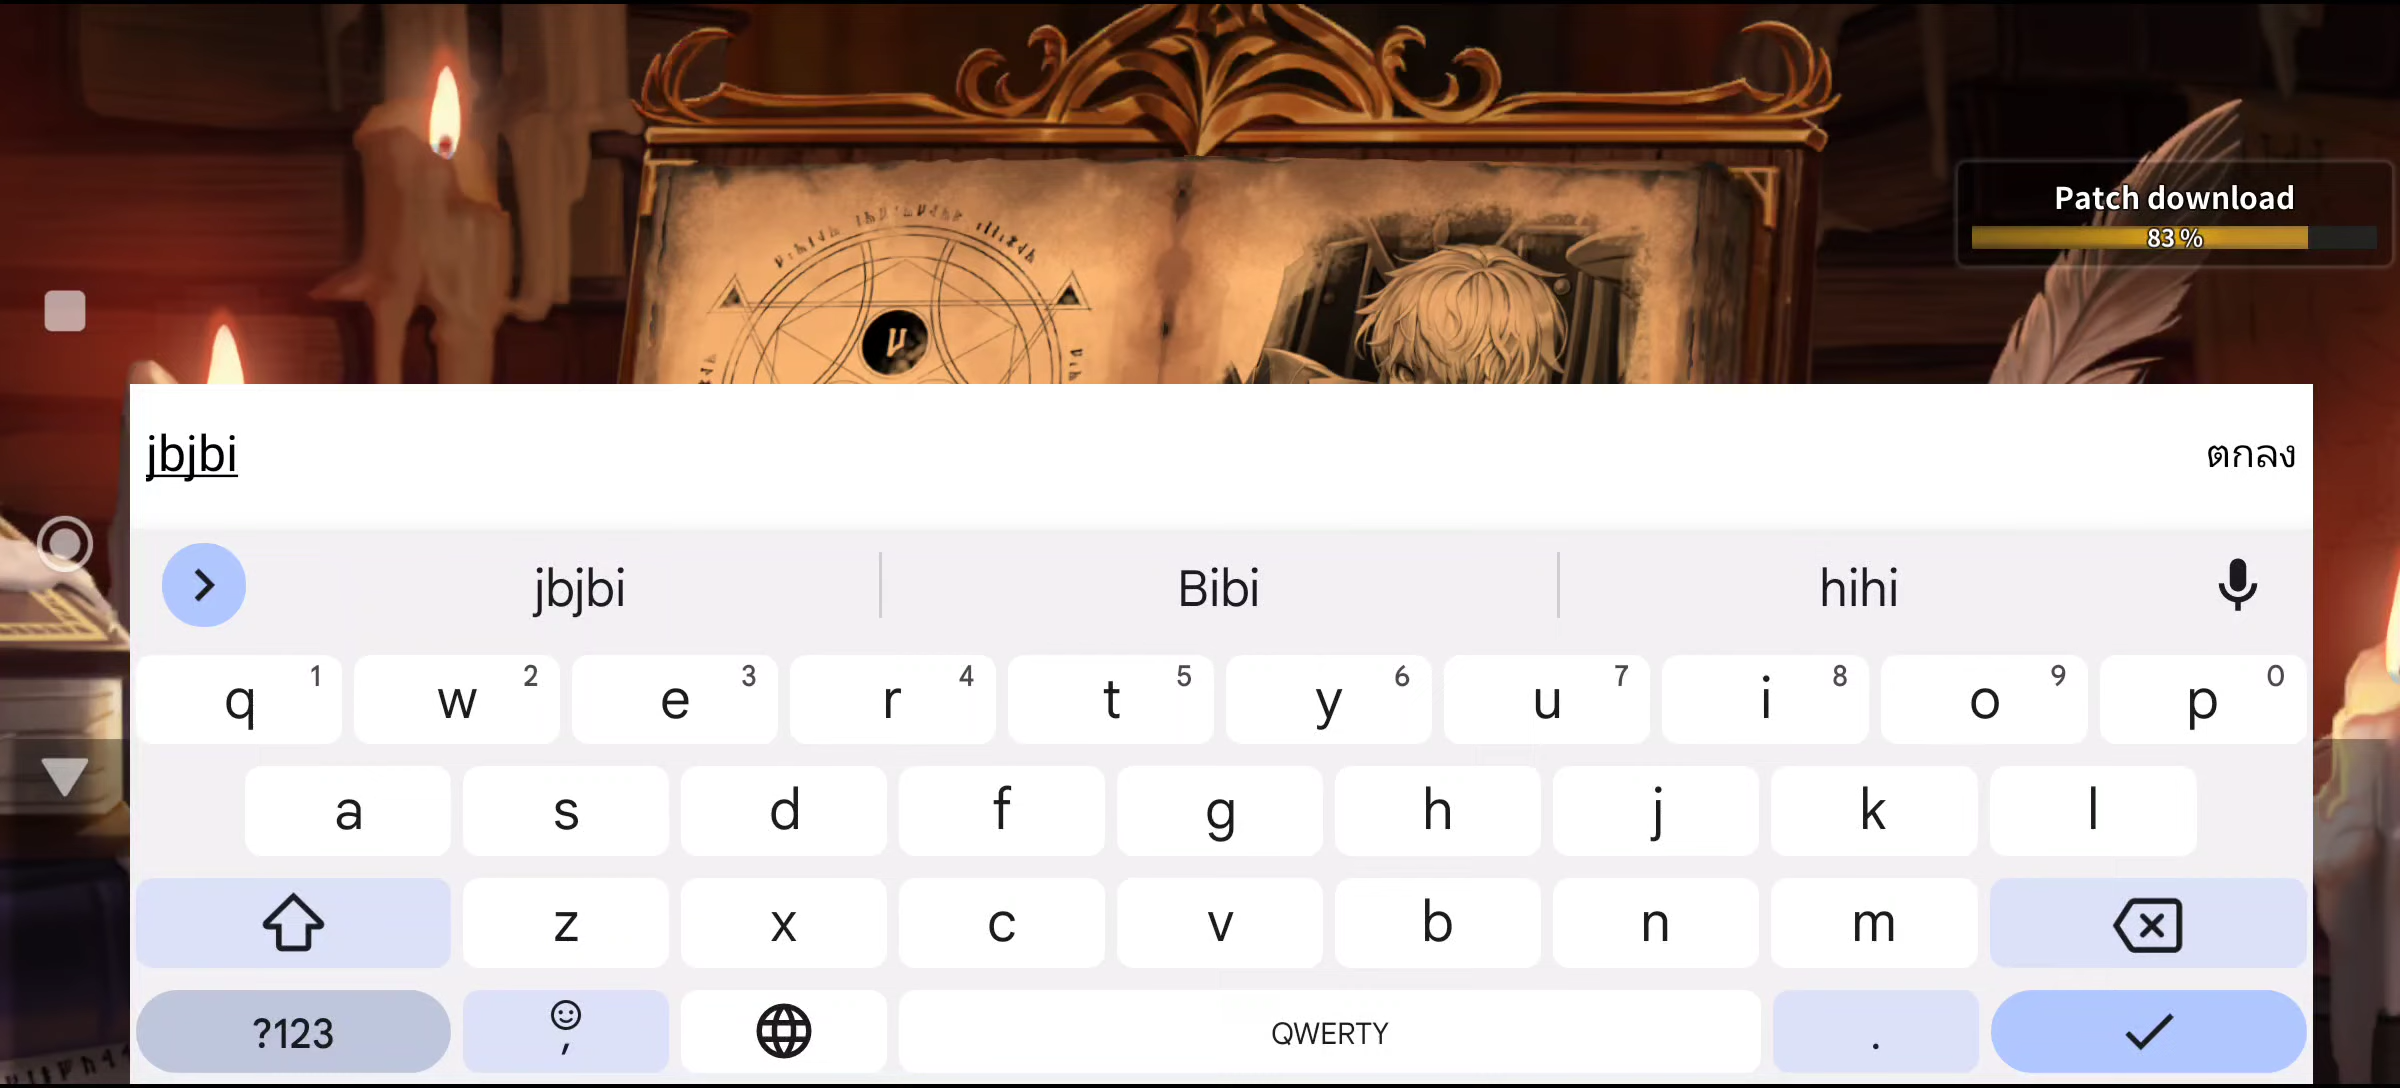 Patch download
83%
jbjbi
ตกลง
jbjbi Bibi hihi
q 1 w 2 e 3 r 4 t 5 y 6 u 7 i 8 o 9 p 0
a s d f g h j k l
z x c v b n m
?123 , QWERTY .